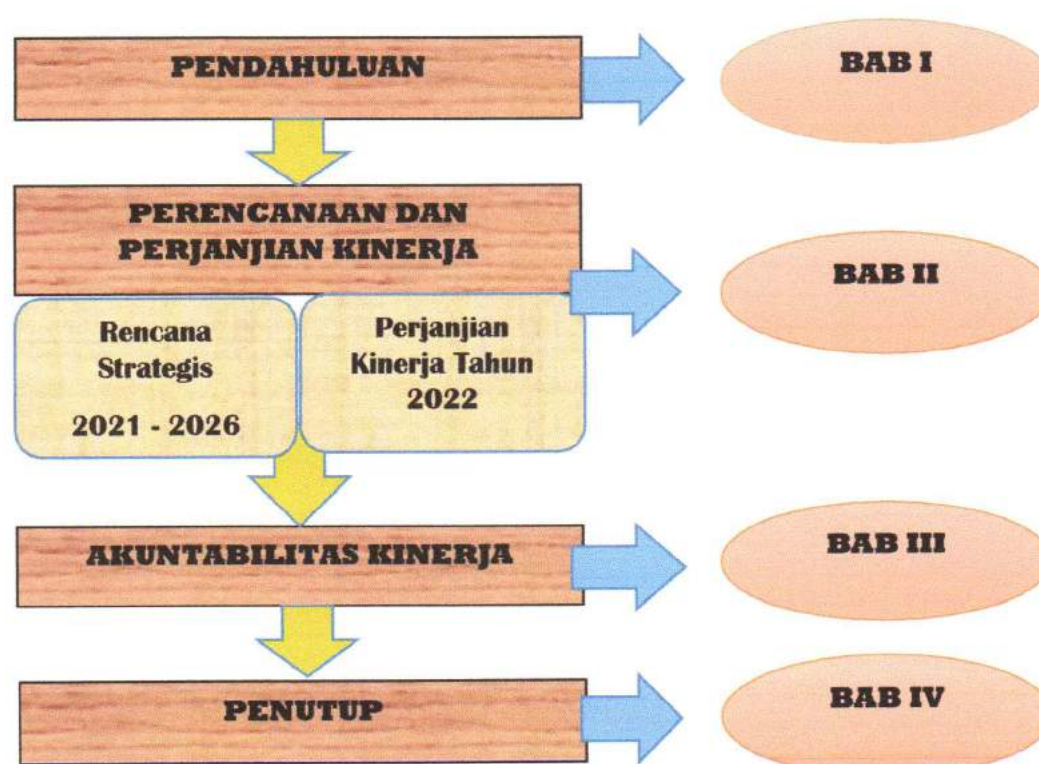 PENDAHULUAN
BAB I
PERENCANAAN DAN
PERJANJIAN KINERJA
BAB II
Rencana
Strategis
2021 - 2026
Perjanjian
Kinerja Tahun
2022
AKUNTABILITAS KINERJA
BAB III
PENUTUP
BAB IV